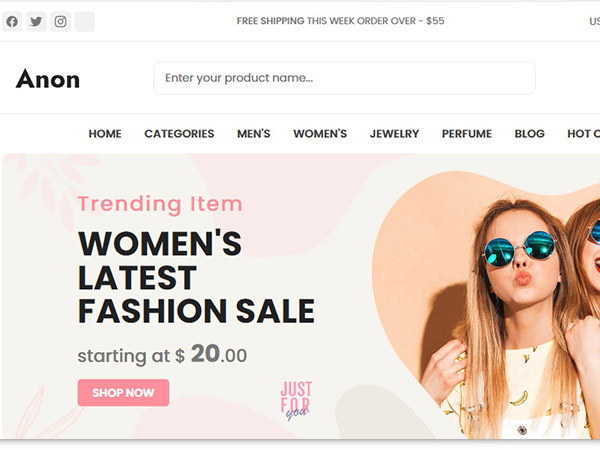 FREE SHIPPING THIS WEEK ORDER OVER - $55
US
Anon
Enter your product name...
HOME CATEGORIES MEN'S WOMEN'S JEWELRY PERFUME BLOG HOT O
Trending Item
WOMEN'S
LATEST
FASHION SALE
starting at $ 20.00
SHOP NOW
JUST
FOR
you